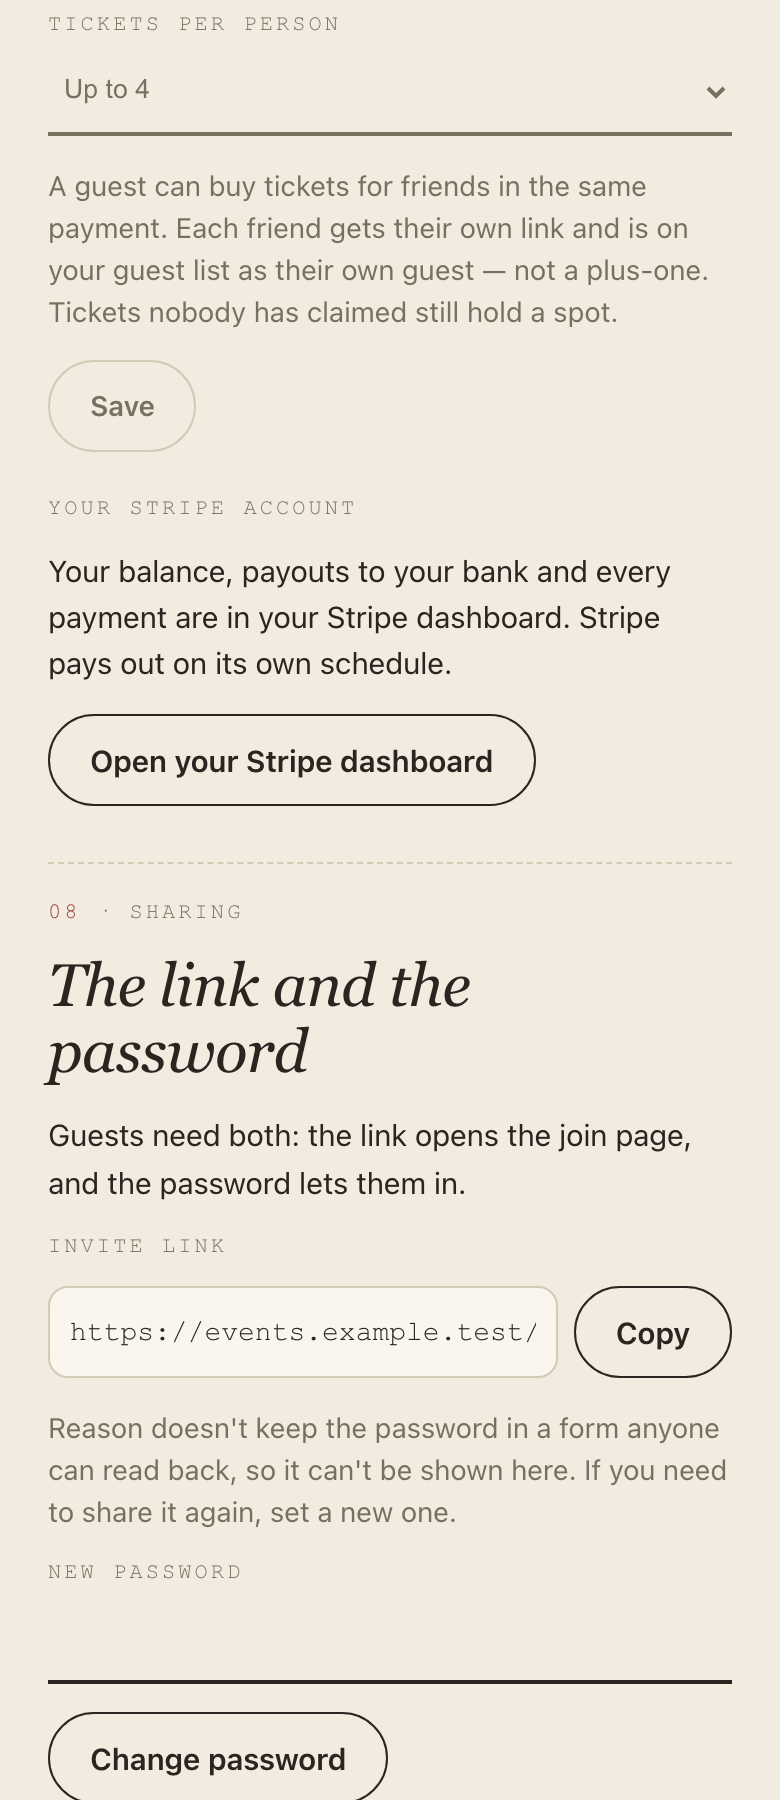 TICKETS PER PERSON
Up to 4
A guest can buy tickets for friends in the same
payment. Each friend gets their own link and is on
your guest list as their own guest — not a plus-one.
Tickets nobody has claimed still hold a spot.
Save
YOUR STRIPE ACCOUNT
Your balance, payouts to your bank and every
payment are in your Stripe dashboard. Stripe
pays out on its own schedule.
Open your Stripe dashboard
08 · SHARING
The link and the
password
Guests need both: the link opens the join page,
and the password lets them in.
INVITE LINK
https://events.example.test/
Copy
Reason doesn't keep the password in a form anyone
can read back, so it can't be shown here. If you need
to share it again, set a new one.
NEW PASSWORD
Change password